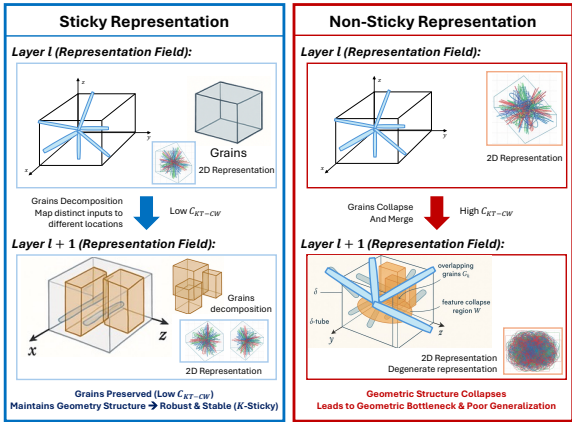 Sticky Representation
Layer l (Representation Field):
z
y
x
Grains
2D Representation
Grains Decomposition
Map distinct inputs to
different locations
Low C_KT−CW
Layer l + 1 (Representation Field):
x
z
Grains
decomposition
2D Representation
Grains Preserved (Low C_KT−CW)
Maintains Geometry Structure → Robust & Stable (K-Sticky)
Non-Sticky Representation
Layer l (Representation Field):
z
y
x
2D Representation
Grains Collapse
And Merge
High C_KT−CW
Layer l + 1 (Representation Field):
z
overlapping
grains G₁
δ
feature collapse
region W
δ-tube
y
x
2D Representation
Degenerate representation
Geometric Structure Collapses
Leads to Geometric Bottleneck & Poor Generalization